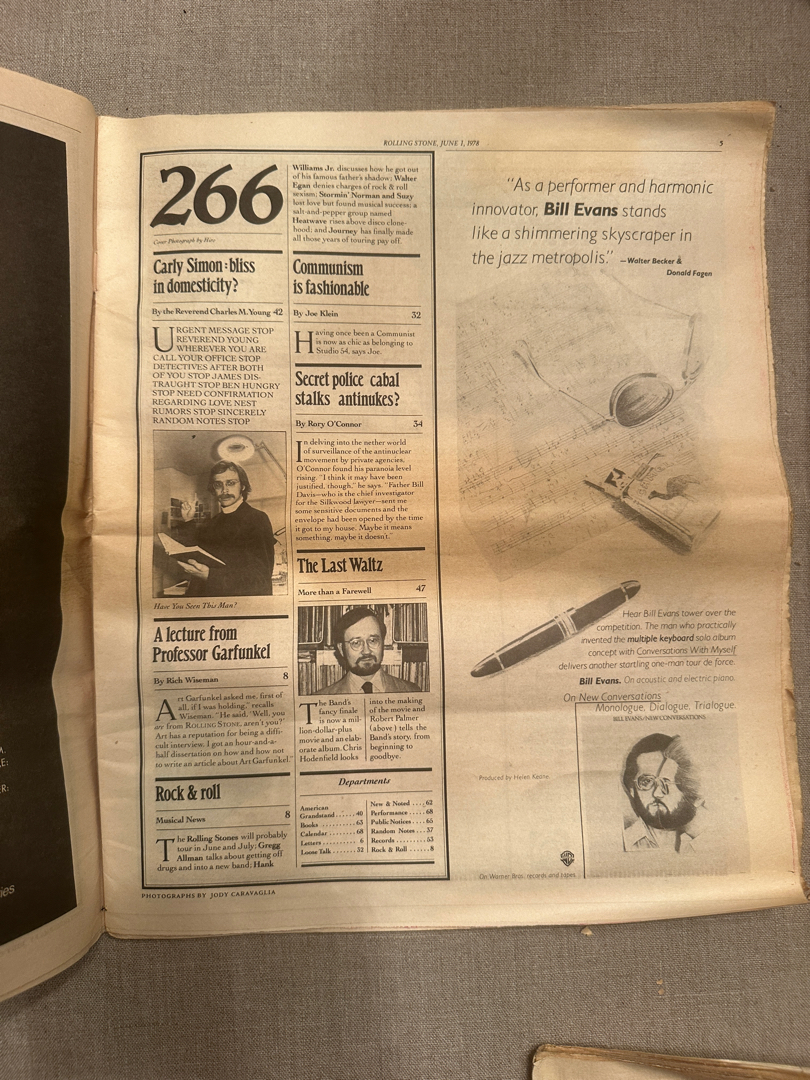 ROLLING STONE, JUNE 1, 1978
5
266
Cover Photograph by Hiro
Carly Simon: bliss
in domesticity?
By the Reverend Charles M. Young 42
URGENT MESSAGE STOP
REVEREND YOUNG
WHEREVER YOU ARE
CALL YOUR OFFICE STOP
DETECTIVES AFTER BOTH
OF YOU STOP JAMES DIS-
TRAUGHT STOP BEN HUNGRY
STOP NEED CONFIRMATION
REGARDING LOVE NEST
RUMORS STOP SINCERELY
RANDOM NOTES STOP
Have You Seen This Man?
A lecture from
Professor Garfunkel
By Rich Wiseman 8
Art Garfunkel asked me, first of
all, if I was holding," recalls
Wiseman. "He said, 'Well, you
are from ROLLING STONE, aren't you?'
Art has a reputation for being a diffi-
cult interview. I got an hour-and-a-
half dissertation on how and how not
to write an article about Art Garfunkel."
Rock & roll
Musical News 8
The Rolling Stones will probably
tour in June and July; Gregg
Allman talks about getting off
drugs and into a new band; Hank
Williams Jr. discusses how he got out
of his famous father's shadow; Walter
Egan denies charges of rock & roll
sexism; Stormin' Norman and Suzy
lost love but found musical success; a
salt-and-pepper group named
Heatwave rises above disco clone-
hood; and Journey has finally made
all those years of touring pay off.
Communism
is fashionable
By Joe Klein 32
Having once been a Communist
is now as chic as belonging to
Studio 54, says Joe.
Secret police cabal
stalks antinukes?
By Rory O'Connor 34
In delving into the nether world
of surveillance of the antinuclear
movement by private agencies,
O'Connor found his paranoia level
rising. "I think it may have been
justified, though," he says. "Father Bill
Davis—who is the chief investigator
for the Silkwood lawyer—sent me
some sensitive documents and the
envelope had been opened by the time
it got to my house. Maybe it means
something, maybe it doesn't."
The Last Waltz
More than a Farewell 47
The Band's
fancy finale
is now a mil-
lion-dollar-plus
movie and an elab-
orate album. Chris
Hodenfield looks
into the making
of the movie and
Robert Palmer
(above) tells the
Band's story, from
beginning to
goodbye.
Departments
American
Grandstand 40
Books 63
Calendar 68
Letters 6
Loose Talk 52
New & Noted 62
Performance 68
Public Notices 65
Random Notes 37
Records 53
Rock & Roll 8
PHOTOGRAPHS BY JODY CARAVAGLIA
"As a performer and harmonic
innovator, Bill Evans stands
like a shimmering skyscraper in
the jazz metropolis." —Walter Becker &
Donald Fagen
Hear Bill Evans tower over the
competition. The man who practically
invented the multiple keyboard solo album
concept with Conversations With Myself
delivers another startling one-man tour de force.
Bill Evans. On acoustic and electric piano.
On New Conversations
Monologue, Dialogue, Trialogue.
BILL EVANS/NEW CONVERSATIONS
Produced by Helen Keane
On Warner Bros. records and tapes